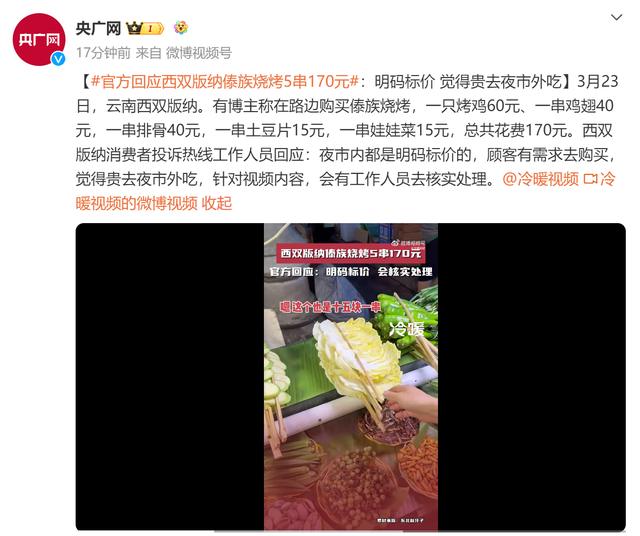 央广网
央广网
17分钟前 来自 微博视频号
【#官方回应西双版纳傣族烧烤5串170元#：明码标价 觉得贵去夜市外吃】3月23
日，云南西双版纳。有博主称在路边购买傣族烧烤，一只烤鸡60元、一串鸡翅40
元，一串排骨40元，一串土豆片15元，一串娃娃菜15元，总共花费170元。西双
版纳消费者投诉热线工作人员回应：夜市内都是明码标价的，顾客有需求去购买，
觉得贵去夜市外吃，针对视频内容，会有工作人员去核实处理。@冷暖视频 冷
暖视频的微博视频 收起
微博视频号
西双版纳傣族烧烤5串170元
官方回应：明码标价 会核实处理
嗯 这个也是十五块一串
冷暖